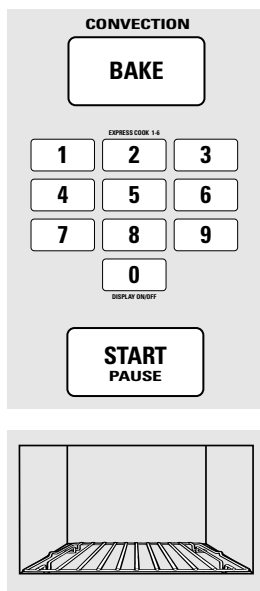 CONVECTION
BAKE
EXPRESS COOK 1-6
1 2 3
4 5 6
7 8 9
0
DISPLAY ON/OFF
START
PAUSE